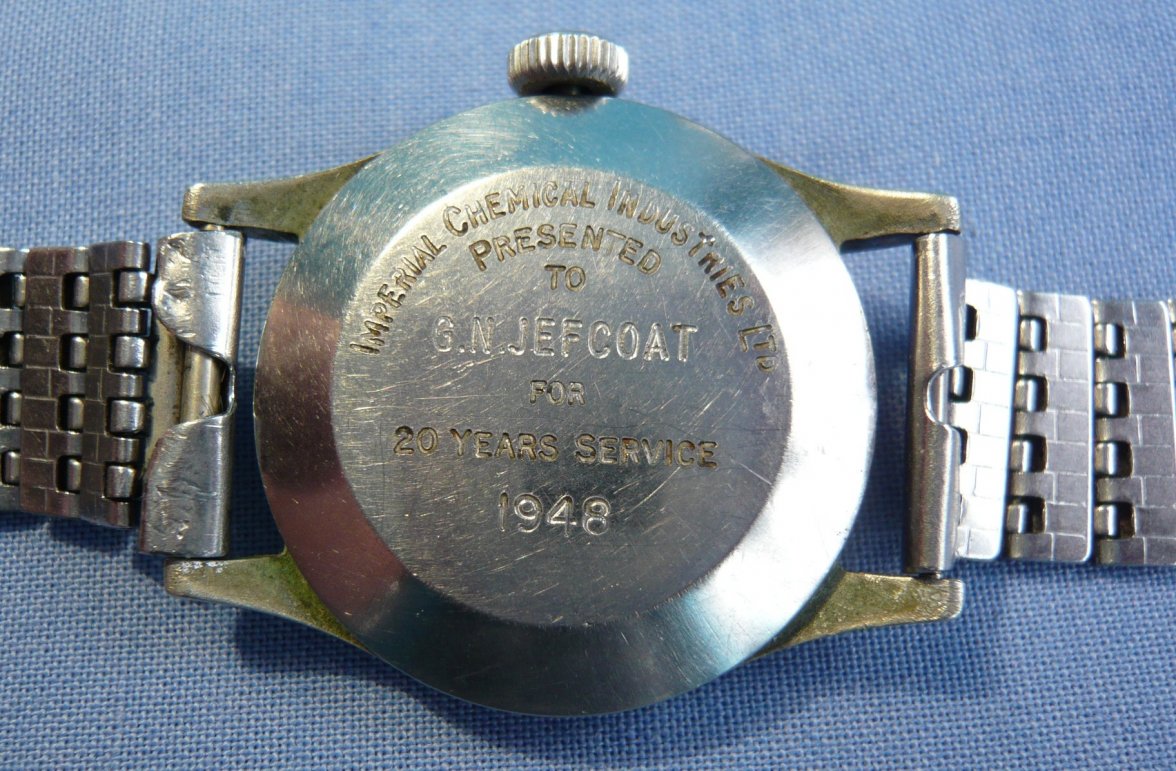 IMPERIAL CHEMICAL INDUSTRIES LTD
PRESENTED
TO
G.N.JEFCOAT
FOR
20 YEARS SERVICE
1948